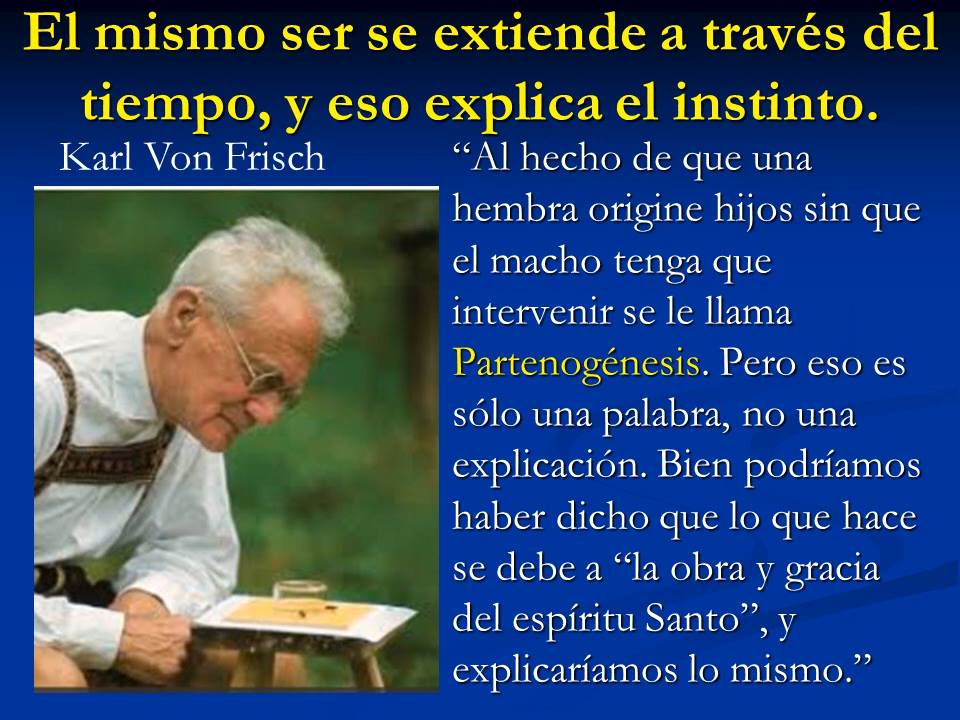 El mismo ser se extiende a través del
tiempo, y eso explica el instinto.
Karl Von Frisch
“Al hecho de que una
hembra origine hijos sin que
el macho tenga que
intervenir se le llama
Partenogénesis. Pero eso es
sólo una palabra, no una
explicación. Bien podríamos
haber dicho que lo que hace
se debe a “la obra y gracia
del espíritu Santo”, y
explicaríamos lo mismo.”